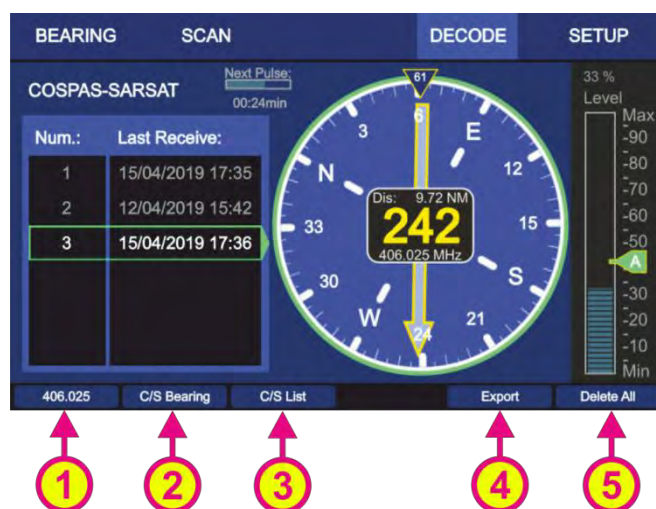 BEARING SCAN DECODE SETUP
COSPAS-SARSAT
Next Pulse:
00:24min
Num.: Last Receive:
1 15/04/2019 17:35
2 12/04/2019 15:42
3 15/04/2019 17:36
61
6
3
E
N
12
33
15
30
S
W
21
24
Dis: 9.72 NM
242
406.025 MHz
33 %
Level
Max
-90
-80
-70
-60
-50
A
-30
-20
-10
Min
406.025 C/S Bearing C/S List Export Delete All
1 2 3 4 5